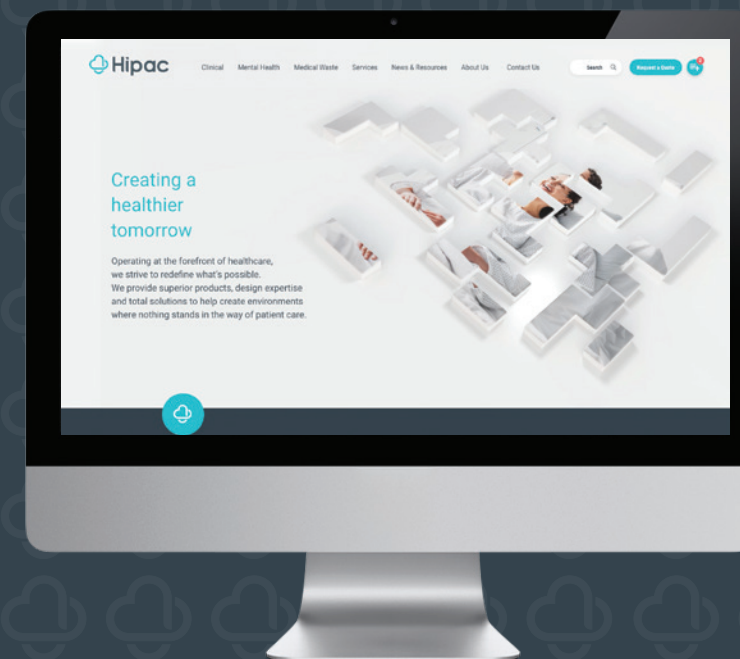 Hipac
Clinical Mental Health Medical Waste Services News & Resources About Us Contact Us Search Request a Quote
Creating a
healthier
tomorrow
Operating at the forefront of healthcare,
we strive to redefine what's possible.
We provide superior products, design expertise
and total solutions to help create environments
where nothing stands in the way of patient care.